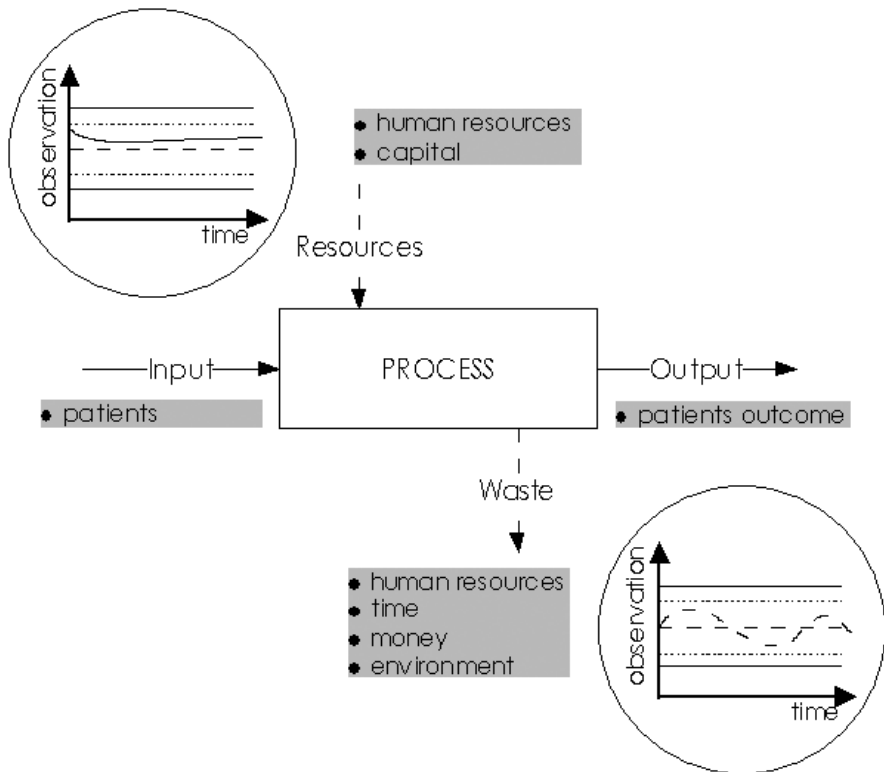 observation
time
• human resources
• capital
Resources
Input
PROCESS
Output
• patients
• patients outcome
Waste
• human resources
• time
• money
• environment
observation
time